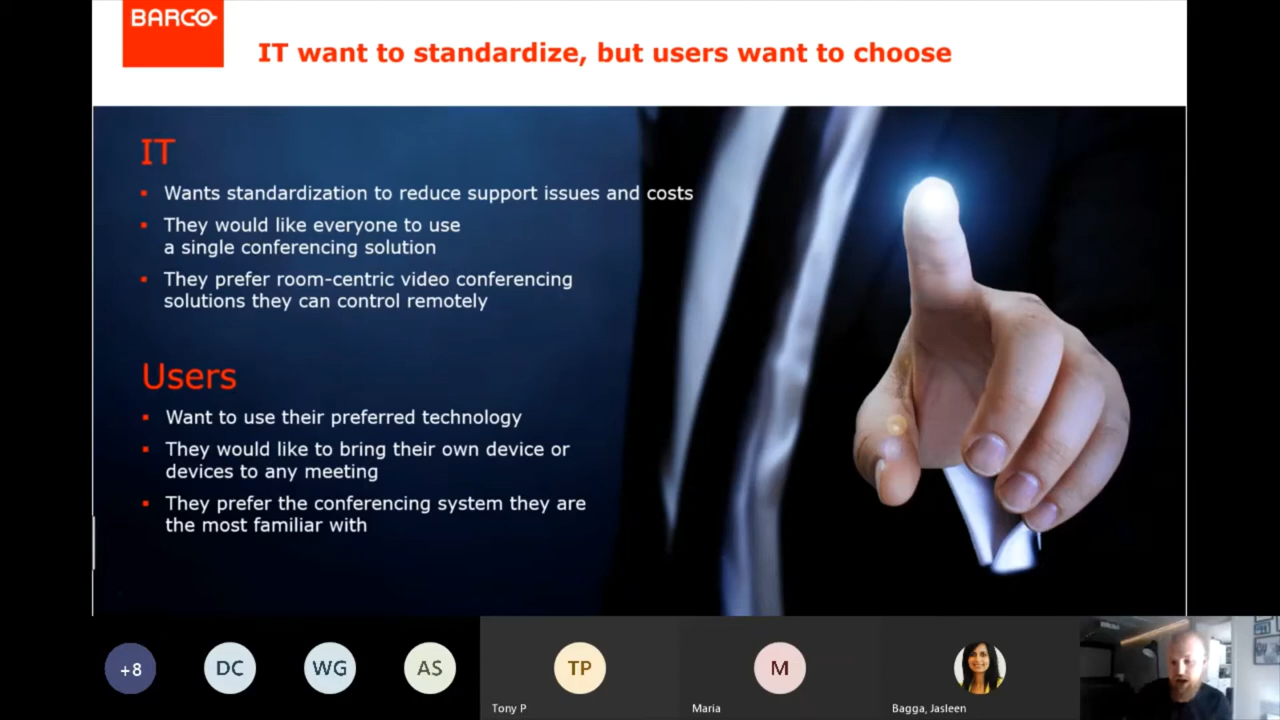 BARCO
IT want to standardize, but users want to choose
IT
Wants standardization to reduce support issues and costs
They would like everyone to use
a single conferencing solution
They prefer room-centric video conferencing
solutions they can control remotely
Users
Want to use their preferred technology
They would like to bring their own device or
devices to any meeting
They prefer the conferencing system they are
the most familiar with
+8
DC
WG
AS
TP
M
Tony P
Maria
Bagga, Jasleen